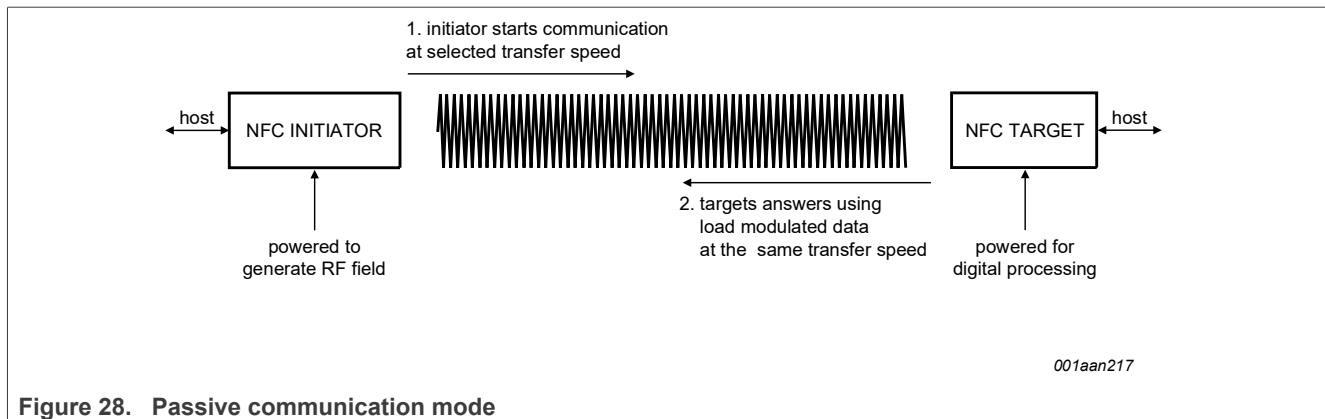 1. initiator starts communication
at selected transfer speed
host
NFC INITIATOR
NFC TARGET
host
2. targets answers using
load modulated data
at the same transfer speed
powered to
generate RF field
powered for
digital processing
001aan217
Figure 28. Passive communication mode